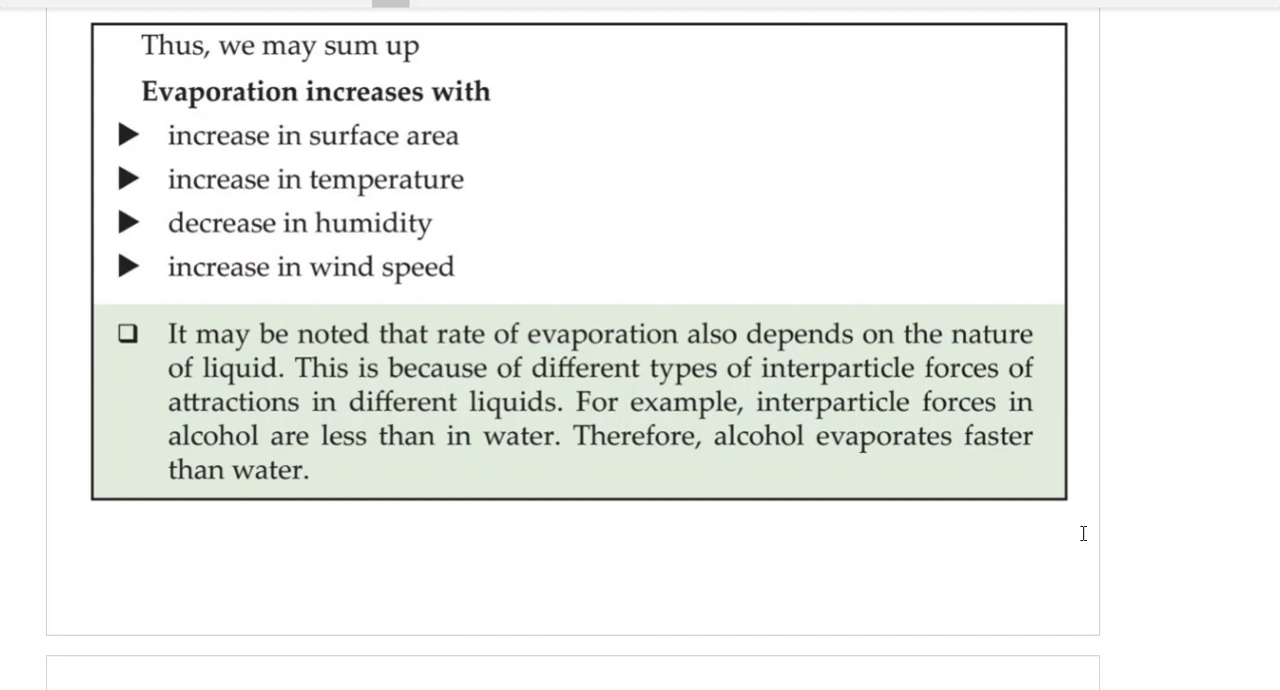 Thus, we may sum up
Evaporation increases with
▶ increase in surface area
▶ increase in temperature
▶ decrease in humidity
▶ increase in wind speed
❑ It may be noted that rate of evaporation also depends on the nature
of liquid. This is because of different types of interparticle forces of
attractions in different liquids. For example, interparticle forces in
alcohol are less than in water. Therefore, alcohol evaporates faster
than water.